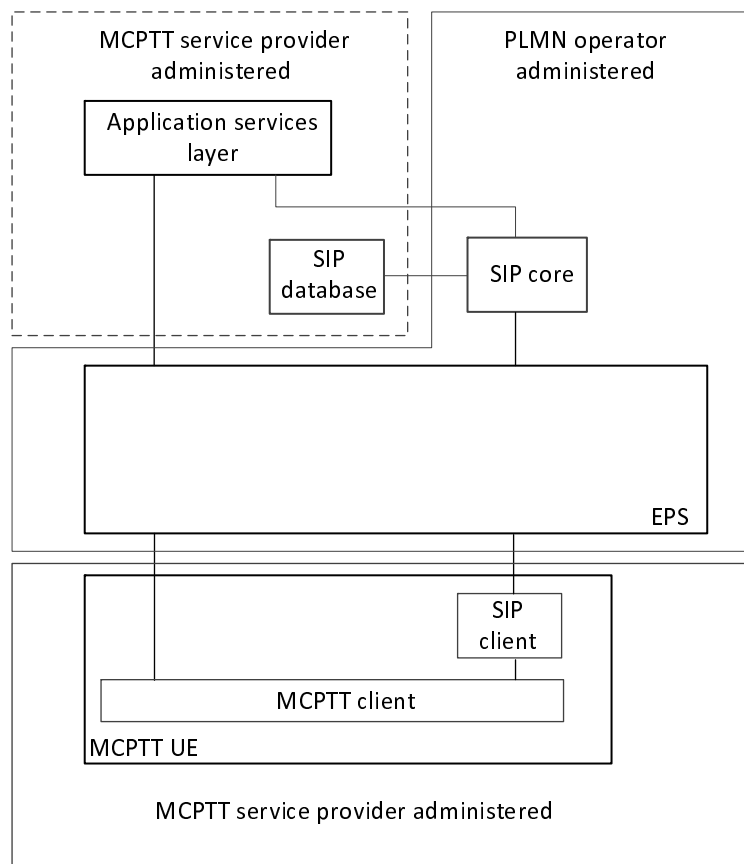 MCPTT service provider
administered
PLMN operator
administered
Application services
layer
SIP
database
SIP core
EPS
SIP
client
MCPTT client
MCPTT UE
MCPTT service provider administered